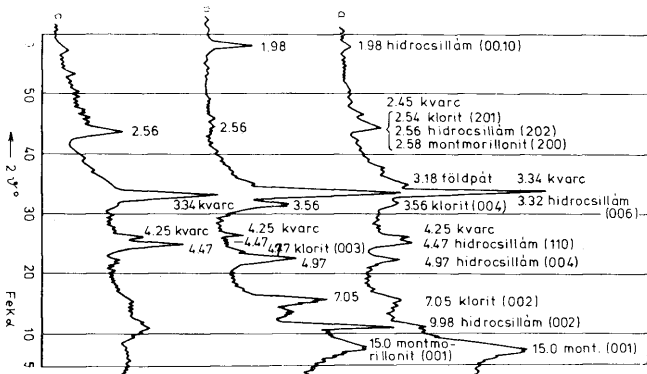 1.98
1.98 hidrocsillám (00.10)
50
2.45 kvarc
2.54 klorit (201)
2.56
2.56
2.56 hidrocsillám (202)
2.58 montmorillonit (200)
40
2
3.18 földpát
3.34 kvarc
3.34 kvarc
3.56
3.56 klorit (004)
3.32 hidrocsillám
(006)
30
4.25 kvarc
4.25 kvarc
4.25 kvarc
4.47
4.47
4.47 hidrocsillám (110)
4.47 klorit (003)
4.97
4.97 hidrocsillám (004)
20
7.05
7.05 klorit (002)
FeKα
9.98 hidrocsillám (002)
10
15.0 montmo-
rillonit (001)
15.0 mont. (001)
5